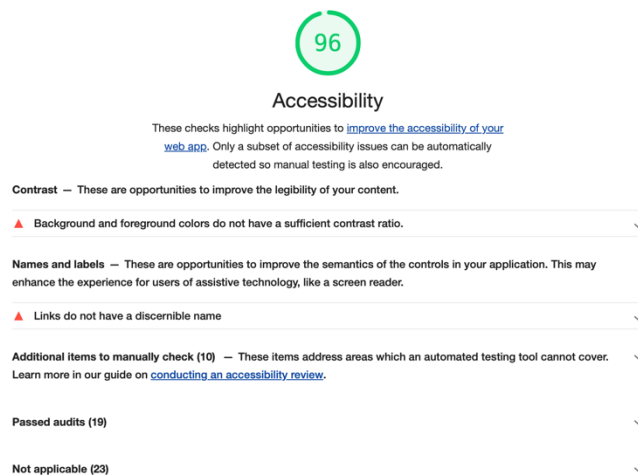 96
Accessibility
These checks highlight opportunities to improve the accessibility of your
web app. Only a subset of accessibility issues can be automatically
detected so manual testing is also encouraged.
Contrast — These are opportunities to improve the legibility of your content.
Background and foreground colors do not have a sufficient contrast ratio.
Names and labels — These are opportunities to improve the semantics of the controls in your application. This may
enhance the experience for users of assistive technology, like a screen reader.
Links do not have a discernible name
Additional items to manually check (10) — These items address areas which an automated testing tool cannot cover.
Learn more in our guide on conducting an accessibility review.
Passed audits (19)
Not applicable (23)